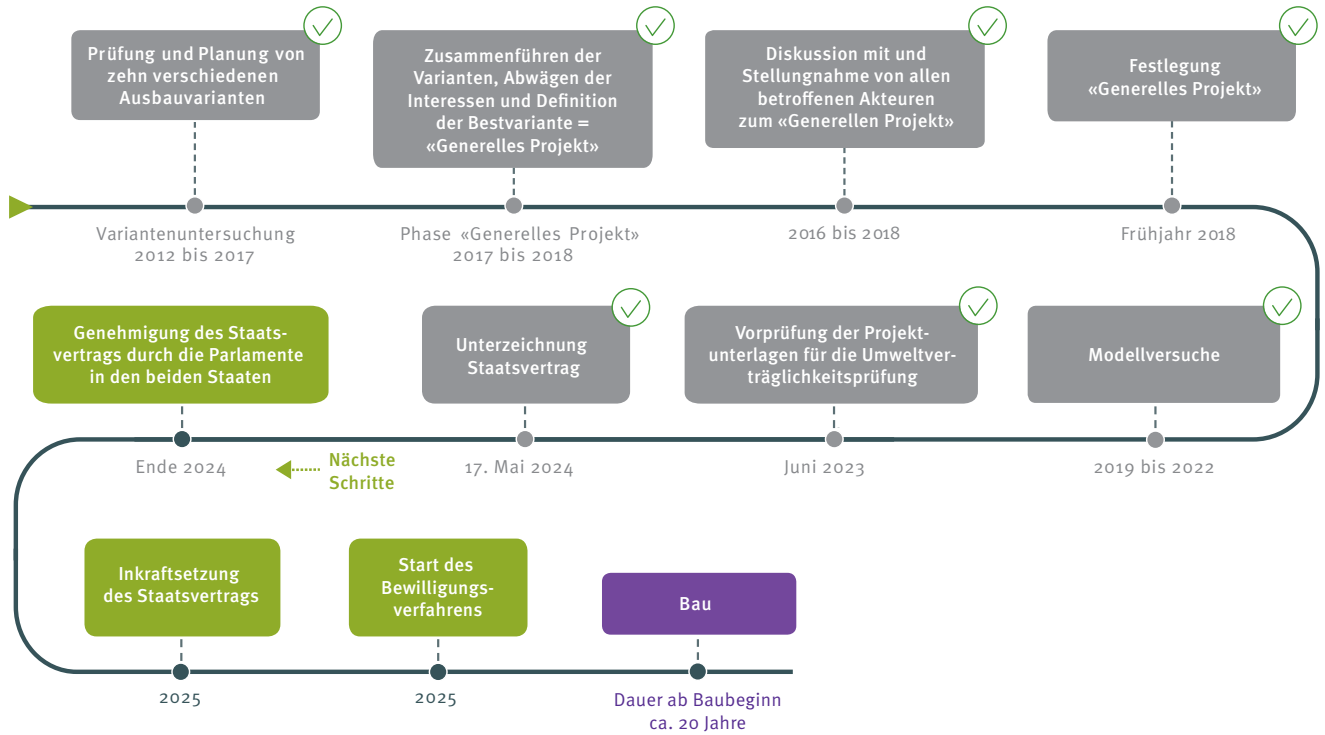 Prüfung und Planung von
zehn verschiedenen
Ausbauvarianten
Variantenuntersuchung
2012 bis 2017
Zusammenführen der
Varianten, Abwägen der
Interessen und Definition
der Bestvariante =
«Generelles Projekt»
Phase «Generelles Projekt»
2017 bis 2018
Diskussion mit und
Stellungnahme von allen
betroffenen Akteuren
zum «Generellen Projekt»
2016 bis 2018
Festlegung
«Generelles Projekt»
Frühjahr 2018
Modellversuche
2019 bis 2022
Vorprüfung der Projekt-
unterlagen für die Umweltver-
träglichkeitsprüfung
Juni 2023
Unterzeichnung
Staatsvertrag
17. Mai 2024
Nächste
Schritte
Genehmigung des Staats-
vertrags durch die Parlamente
in den beiden Staaten
Ende 2024
Inkraftsetzung
des Staatsvertrags
2025
Start des
Bewilligungs-
verfahrens
2025
Bau
Dauer ab Baubeginn
ca. 20 Jahre